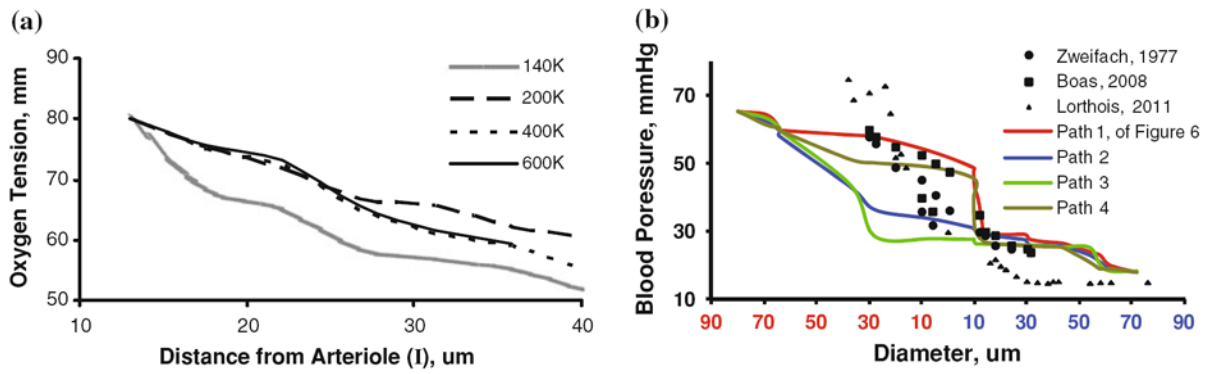 (a)
Oxygen Tension, mm
90
80
70
60
50
10
20
30
40
Distance from Arteriole (I), um
140K
200K
400K
600K
(b)
Blood Poressure, mmHg
70
50
30
10
90 70 50 30 10 10 30 50 70 90
Diameter, um
Zweifach, 1977
Boas, 2008
Lorthois, 2011
Path 1, of Figure 6
Path 2
Path 3
Path 4